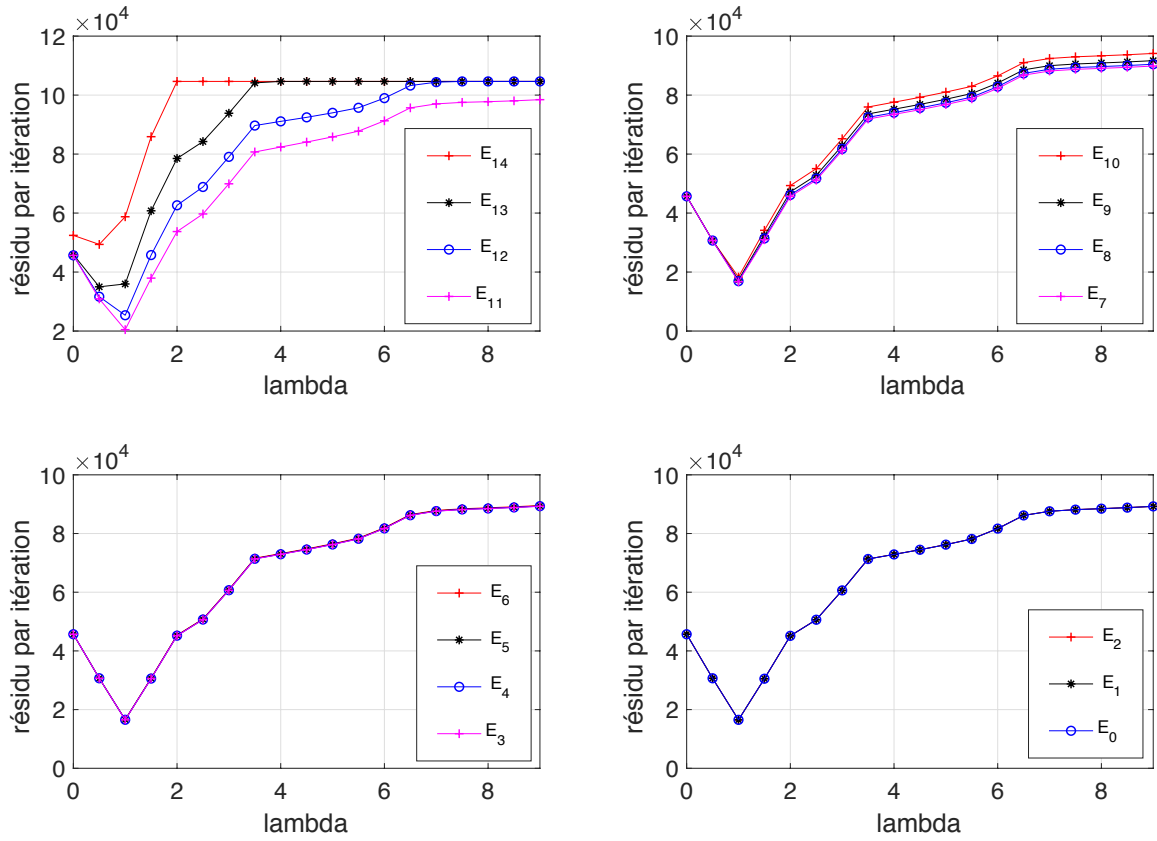 ×10⁴
résidu par itération
12
10
8
6
4
2
0
2
4
6
8
lambda
E₁₄
E₁₃
E₁₂
E₁₁
×10⁴
résidu par itération
10
8
6
4
2
0
0
2
4
6
8
lambda
E₁₀
E₉
E₈
E₇
×10⁴
résidu par itération
10
8
6
4
2
0
0
2
4
6
8
lambda
E₆
E₅
E₄
E₃
×10⁴
résidu par itération
10
8
6
4
2
0
0
2
4
6
8
lambda
E₂
E₁
E₀